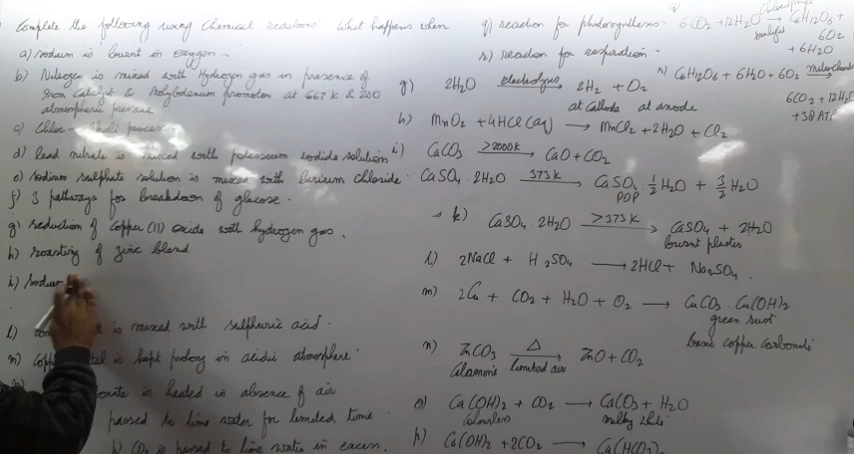 Complete the following using Chemical reactions. What happens when
a) sodium is burnt in oxygen.
b) Nitrogen is mixed with Hydrogen gas in presence of
Iron Catalyst & Molybdenum promoter at 667 K & 200
atmospheric pressure
c) Chlor - Alkali process
d) lead nitrate is mixed with potassium iodide solution
e) sodium sulphate solution is mixed with barium chloride.
f) 3 pathways for breakdown of glucose.
g) reduction of Copper (II) oxide with hydrogen gas.
h) roasting of zinc blend
i) sodium
l) is mixed with sulphuric acid.
m) is kept in acidic atmosphere
is heated in absence of air
passed to lime water for limited time.
p) CO2 is passed to lime water in excess.
q) reaction for photosynthesis.
r) reaction for respiration.
q) 6CO2 + 12H2O → C6H12O6 +
sunlight 6O2
+ 6H2O
r) C6H12O6 + 6H2O + 6O2 →
6CO2 + 12H2O
+ 38 ATP
g) 2H2O electrolysis → 2H2 + O2
at Cathode at anode
h) MnO2 + 4HCl (aq) → MnCl2 + 2H2O + Cl2
i) CaCO3 >2000K → CaO + CO2
CaSO4 · 2H2O 373K → CaSO4 · 1/2 H2O + 3/2 H2O
POP
k) CaSO4 2H2O >373K → CaSO4 + 2H2O
burnt plaster
l) 2NaCl + H2SO4 → 2HCl + Na2SO4
m) 2Cu + CO2 + H2O + O2 → CuCO3 · Cu(OH)2
green rust
basic copper carbonate
n) ZnCO3 Δ → ZnO + CO2
Calamine limited air
o) Ca(OH)2 + CO2 → CaCO3 + H2O
Colourless milky white
p) Ca(OH)2 + 2CO2 → Ca(HCO3)2